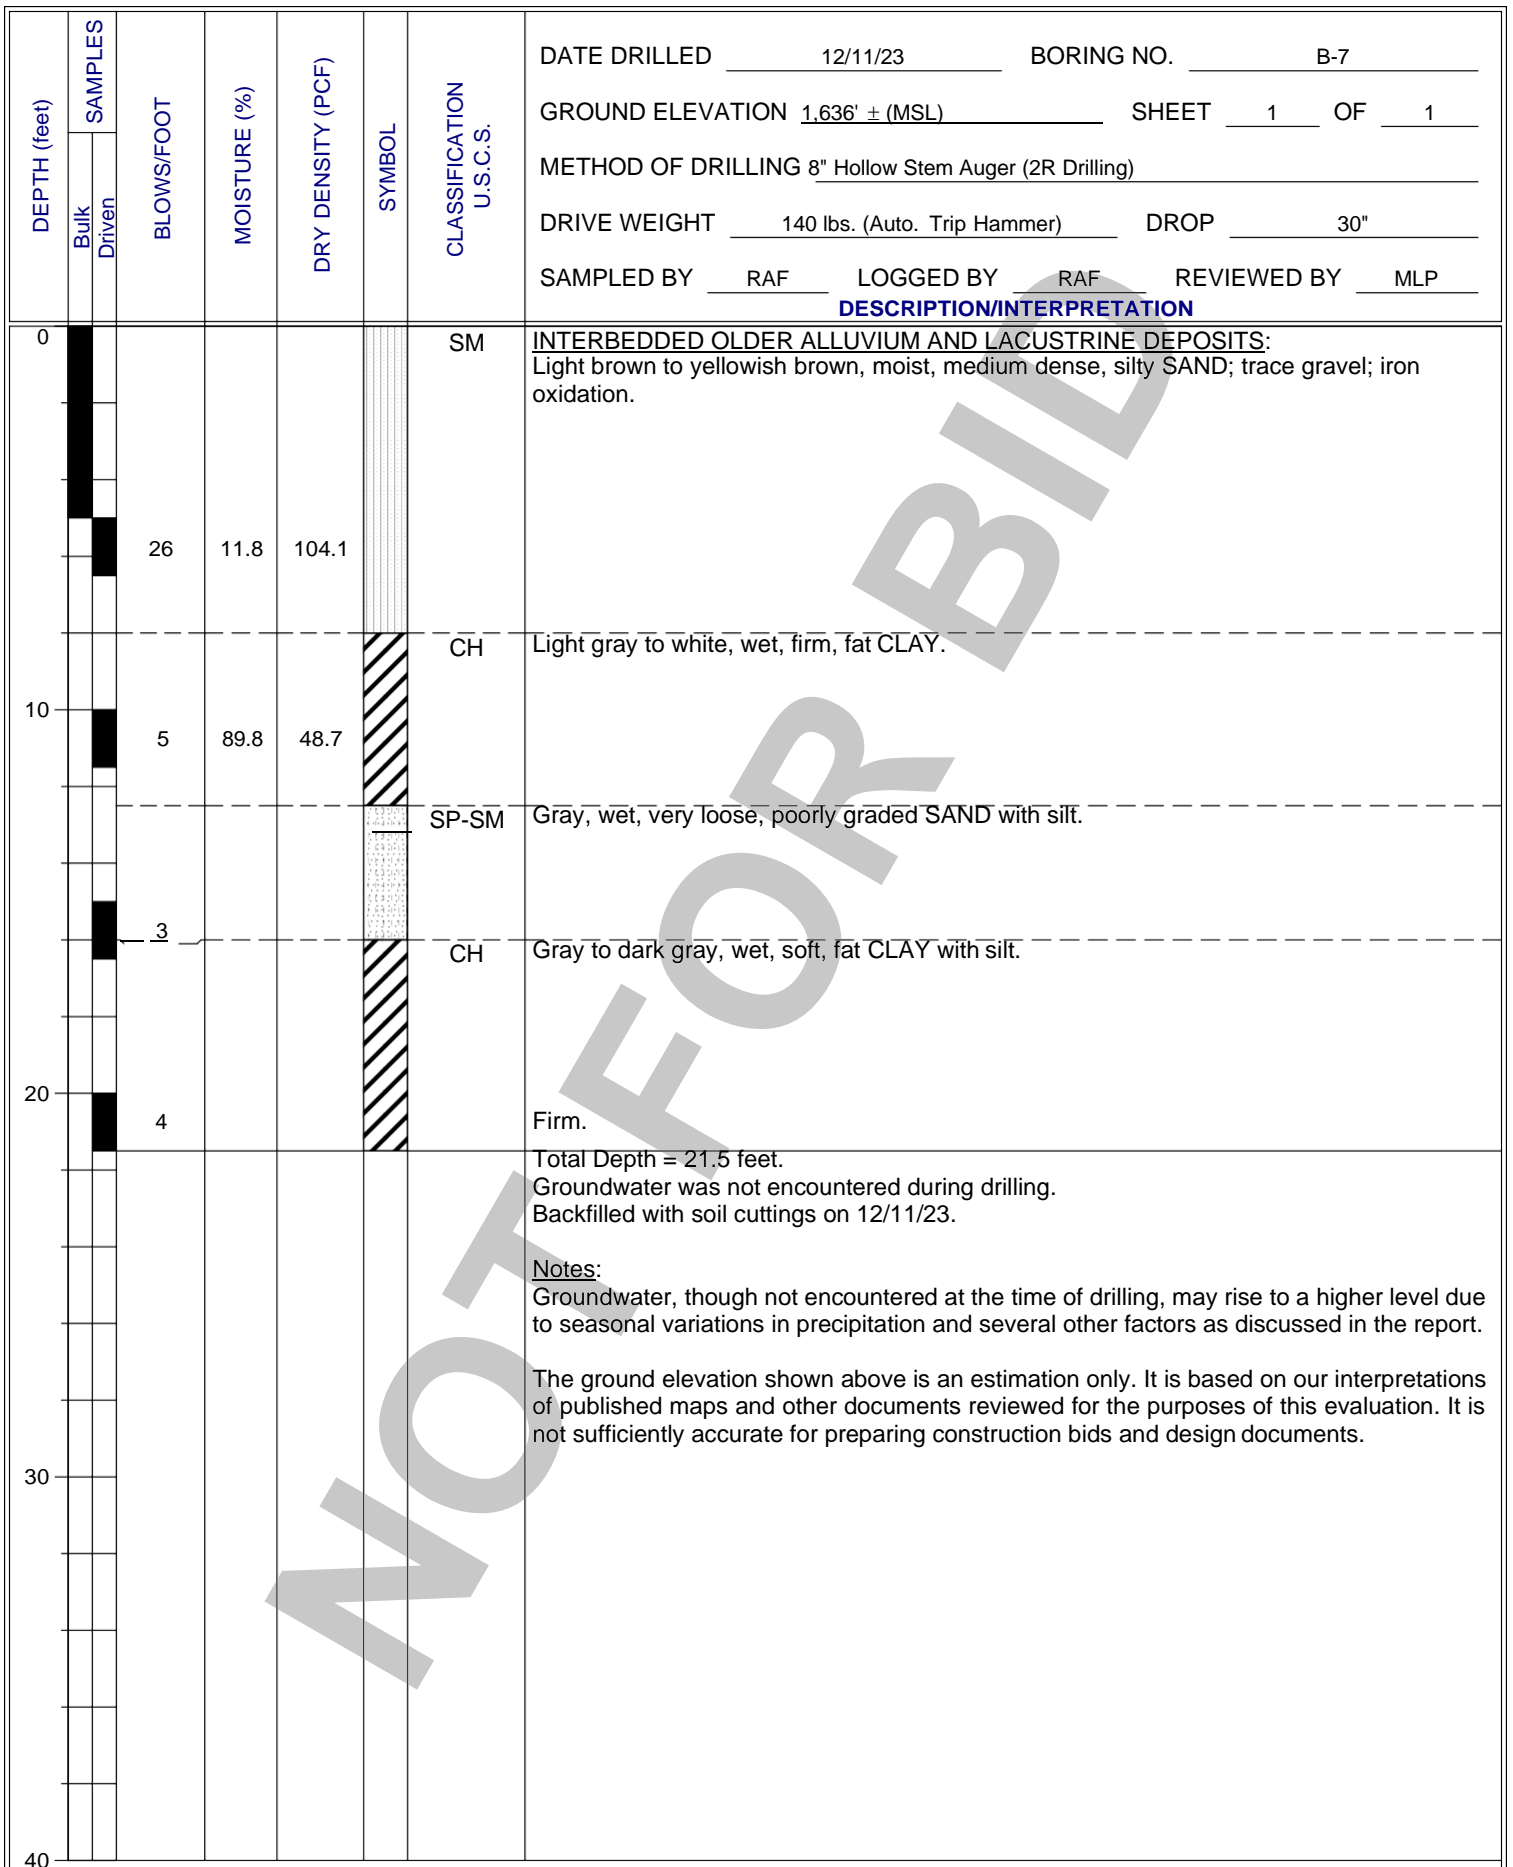 DEPTH (feet)
SAMPLES
Bulk
Driven
BLOWS/FOOT
MOISTURE (%)
DRY DENSITY (PCF)
SYMBOL
CLASSIFICATION
U.S.C.S.
DATE DRILLED 12/11/23 BORING NO. B-7
GROUND ELEVATION 1,636' ± (MSL) SHEET 1 OF 1
METHOD OF DRILLING 8" Hollow Stem Auger (2R Drilling)
DRIVE WEIGHT 140 lbs. (Auto. Trip Hammer) DROP 30"
SAMPLED BY RAF LOGGED BY RAF REVIEWED BY MLP
DESCRIPTION/INTERPRETATION
0 SM INTERBEDDED OLDER ALLUVIUM AND LACUSTRINE DEPOSITS:
Light brown to yellowish brown, moist, medium dense, silty SAND; trace gravel; iron
oxidation.
26 11.8 104.1
CH Light gray to white, wet, firm, fat CLAY.
10
5 89.8 48.7
SP-SM Gray, wet, very loose, poorly graded SAND with silt.
3
CH Gray to dark gray, wet, soft, fat CLAY with silt.
20
4 Firm.
Total Depth = 21.5 feet.
Groundwater was not encountered during drilling.
Backfilled with soil cuttings on 12/11/23.
Notes:
Groundwater, though not encountered at the time of drilling, may rise to a higher level due
to seasonal variations in precipitation and several other factors as discussed in the report.
The ground elevation shown above is an estimation only. It is based on our interpretations
of published maps and other documents reviewed for the purposes of this evaluation. It is
not sufficiently accurate for preparing construction bids and design documents.
30
40
NOT FOR BID